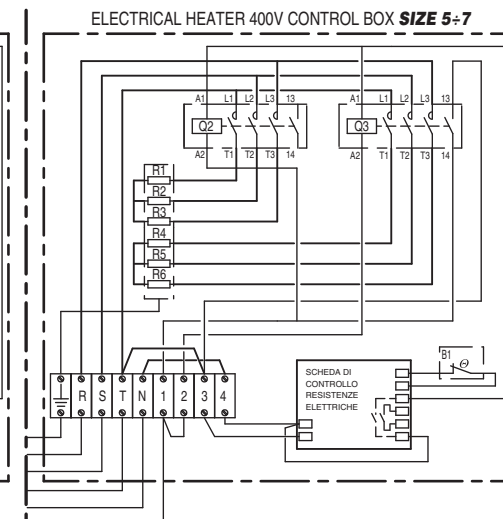 ELECTRICAL HEATER 400V CONTROL BOX SIZE 5÷7
A1 L1 L2 L3 13 A1 L1 L2 L3 13
Q2 Q3
A2 T1 T2 T3 14 A2 T1 T2 T3 14
R1
R2
R3
R4
R5
R6
B1
Θ
SCHEDA DI
CONTROLLO
RESISTENZE
ELETTRICHE
R S T N 1 2 3 4